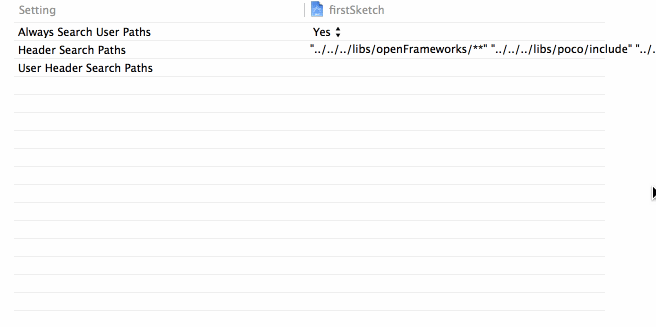 Setting firstSketch
Always Search User Paths Yes
Header Search Paths "../../../libs/openFrameworks/**" "../../../libs/poco/include" "../.
User Header Search Paths